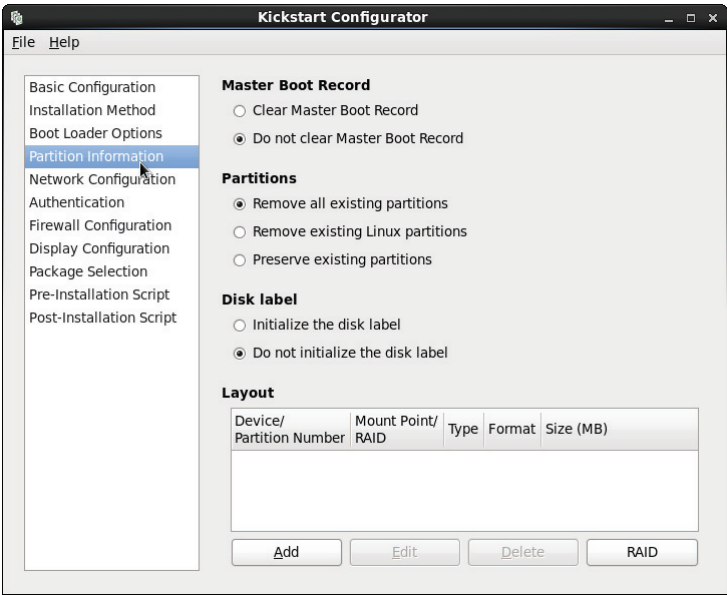 Kickstart Configurator
File Help
Basic Configuration
Installation Method
Boot Loader Options
Partition Information
Network Configuration
Authentication
Firewall Configuration
Display Configuration
Package Selection
Pre-Installation Script
Post-Installation Script
Master Boot Record
Clear Master Boot Record
Do not clear Master Boot Record
Partitions
Remove all existing partitions
Remove existing Linux partitions
Preserve existing partitions
Disk label
Initialize the disk label
Do not initialize the disk label
Layout
Device/
Partition Number
Mount Point/
RAID
Type
Format
Size (MB)
Add
Edit
Delete
RAID